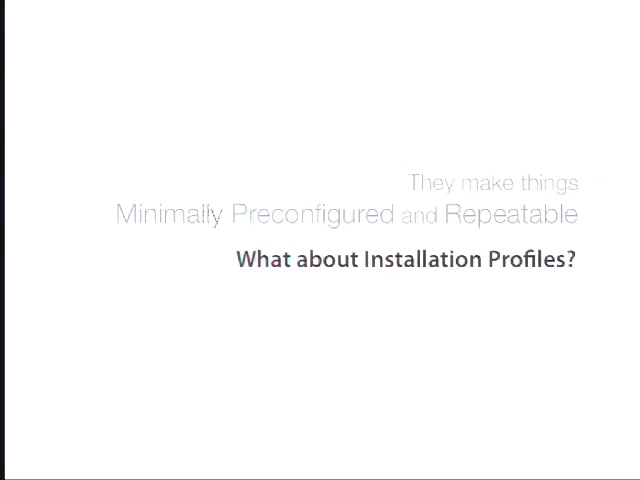 They make things
Minimally Preconfigured and Repeatable
What about Installation Profiles?